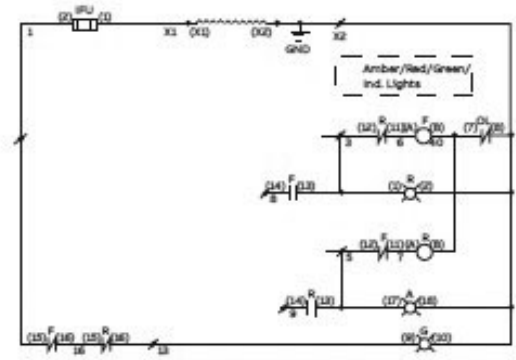 IFU
(2) (1)
1 X1 (X1) (X2) X2
GND
Amber/Red/Green/
Ind. Lights
R F OL
(12) (11)(A) (B) (7) (8)
3 6 40
F R
(14) (13) (1) (2)
8
F R
(12) (11)(A) (B)
5 7
R A
(14) (13) (17) (18)
9
F R G
(15) (16) (15) (16) (9) (10)
16 13